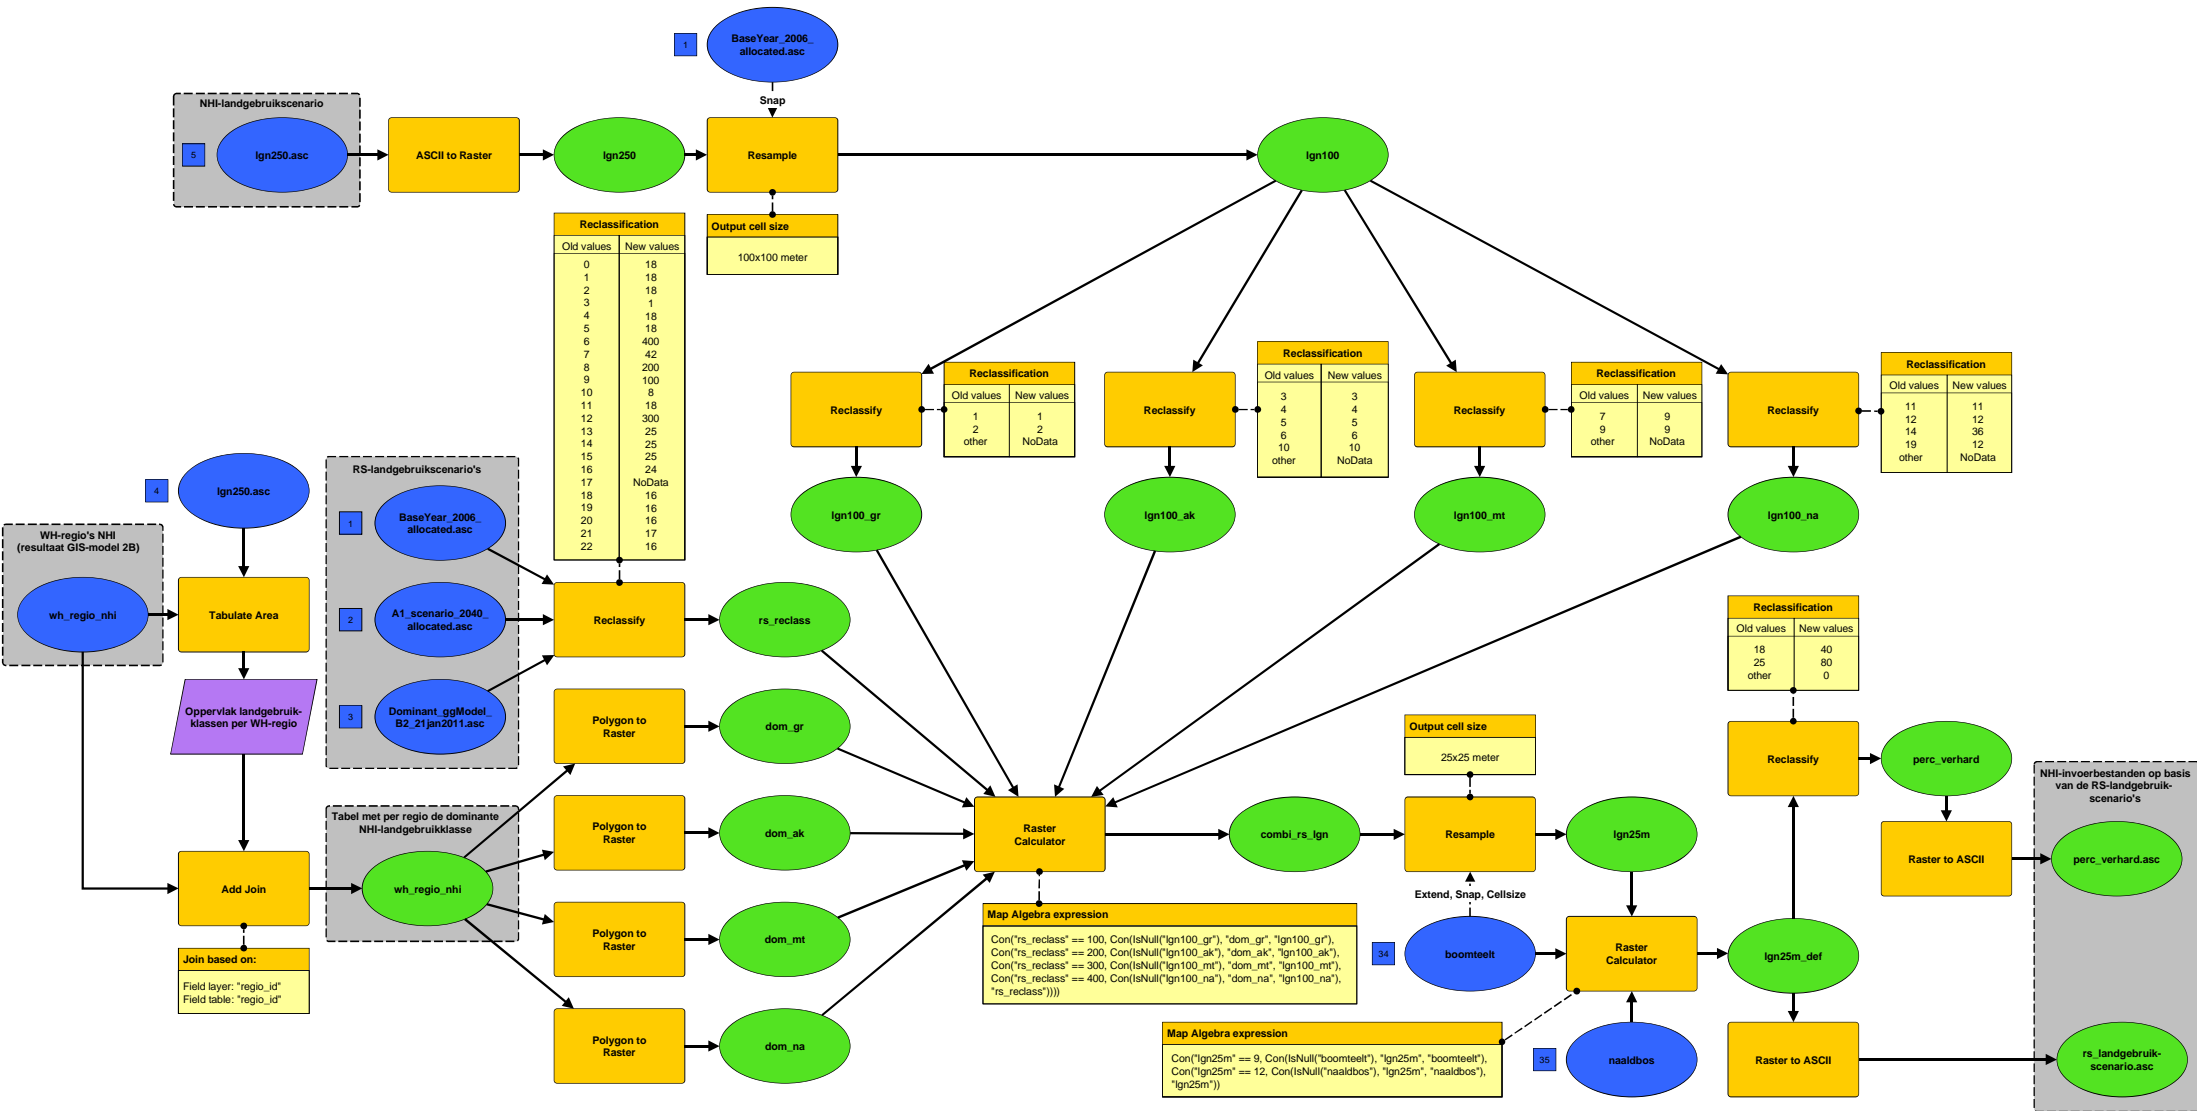 1
BaseYear_2006_
allocated.asc
Snap
NHI-landgebruikscenario
5
lgn250.asc
ASCII to Raster
lgn250
Resample
lgn100
Output cell size
100x100 meter
Reclassification
Old values New values
0 18
1 18
2 18
3 1
4 18
5 18
6 400
7 42
8 200
9 100
10 8
11 18
12 300
13 25
14 25
15 25
16 24
17 NoData
18 16
19 16
20 16
21 17
22 16
Reclassify
Reclassification
Old values New values
1 1
2 2
other NoData
Reclassify
Reclassification
Old values New values
3 3
4 4
5 5
6 6
10 10
other NoData
Reclassify
Reclassification
Old values New values
7 9
9 9
other NoData
Reclassify
Reclassification
Old values New values
11 11
12 12
14 36
19 12
other NoData
lgn100_gr
lgn100_ak
lgn100_mt
lgn100_na
4
lgn250.asc
WH-regio's NHI
(resultaat GIS-model 2B)
wh_regio_nhi
Tabulate Area
Oppervlak landgebruik-
klassen per WH-regio
Add Join
Join based on:
Field layer: "regio_id"
Field table: "regio_id"
RS-landgebruikscenario's
1
BaseYear_2006_
allocated.asc
2
A1_scenario_2040_
allocated.asc
3
Dominant_ggModel_
B2_21jan2011.asc
Reclassify
rs_reclass
Tabel met per regio de dominante
NHI-landgebruikklasse
wh_regio_nhi
Polygon to
Raster
dom_gr
Polygon to
Raster
dom_ak
Polygon to
Raster
dom_mt
Polygon to
Raster
dom_na
Raster
Calculator
Map Algebra expression
Con("rs_reclass" == 100, Con(IsNull("lgn100_gr"), "dom_gr", "lgn100_gr"),
Con("rs_reclass" == 200, Con(IsNull("lgn100_ak"), "dom_ak", "lgn100_ak"),
Con("rs_reclass" == 300, Con(IsNull("lgn100_mt"), "dom_mt", "lgn100_mt"),
Con("rs_reclass" == 400, Con(IsNull("lgn100_na"), "dom_na", "lgn100_na"),
"rs_reclass"))))
combi_rs_lgn
Output cell size
25x25 meter
Resample
Extend, Snap, Cellsize
34
boomteelt
lgn25m
Raster
Calculator
Map Algebra expression
Con("lgn25m" == 9, Con(IsNull("boomteelt"), "lgn25m", "boomteelt"),
Con("lgn25m" == 12, Con(IsNull("naaldbos"), "lgn25m", "naaldbos"),
"lgn25m"))
35
naaldbos
lgn25m_def
Reclassification
Old values New values
18 40
25 80
other 0
Reclassify
perc_verhard
Raster to ASCII
Raster to ASCII
NHI-invoerbestanden op basis
van de RS-landgebruik-
scenario's
perc_verhard.asc
rs_landgebruik-
scenario.asc